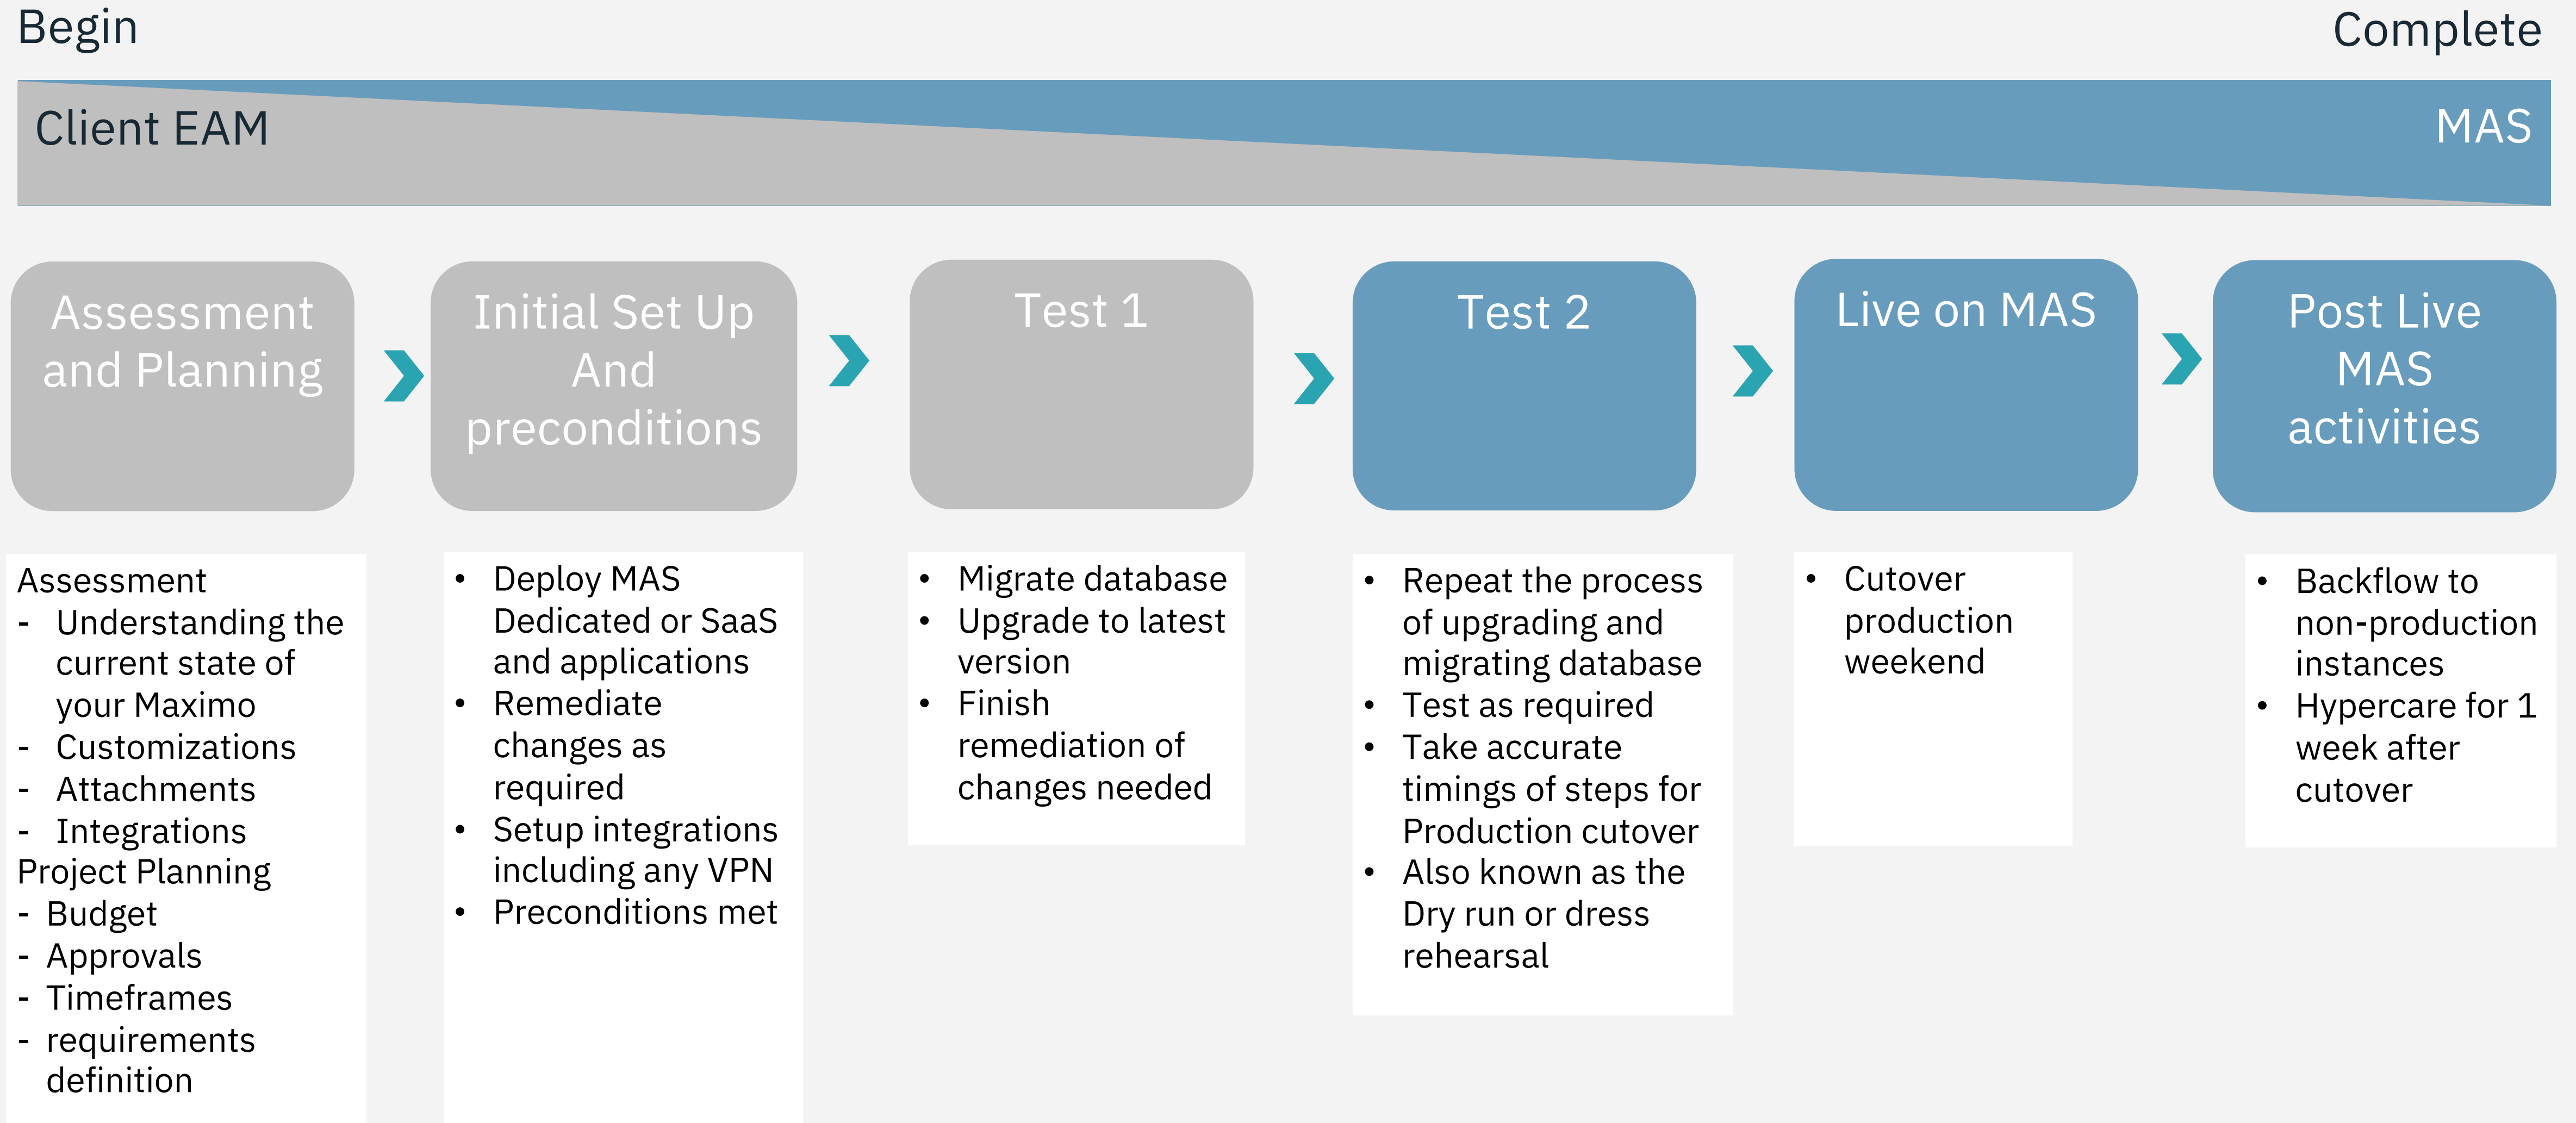 Begin
Complete
Client EAM
MAS
Assessment
and Planning
Initial Set Up
And
preconditions
Test 1
Test 2
Live on MAS
Post Live
MAS
activities
Assessment
- Understanding the
current state of
your Maximo
- Customizations
- Attachments
- Integrations
Project Planning
- Budget
- Approvals
- Timeframes
- requirements
definition
• Deploy MAS
Dedicated or SaaS
and applications
• Remediate
changes as
required
• Setup integrations
including any VPN
• Preconditions met
• Migrate database
• Upgrade to latest
version
• Finish
remediation of
changes needed
• Repeat the process
of upgrading and
migrating database
• Test as required
• Take accurate
timings of steps for
Production cutover
• Also known as the
Dry run or dress
rehearsal
• Cutover
production
weekend
• Backflow to
non-production
instances
• Hypercare for 1
week after
cutover